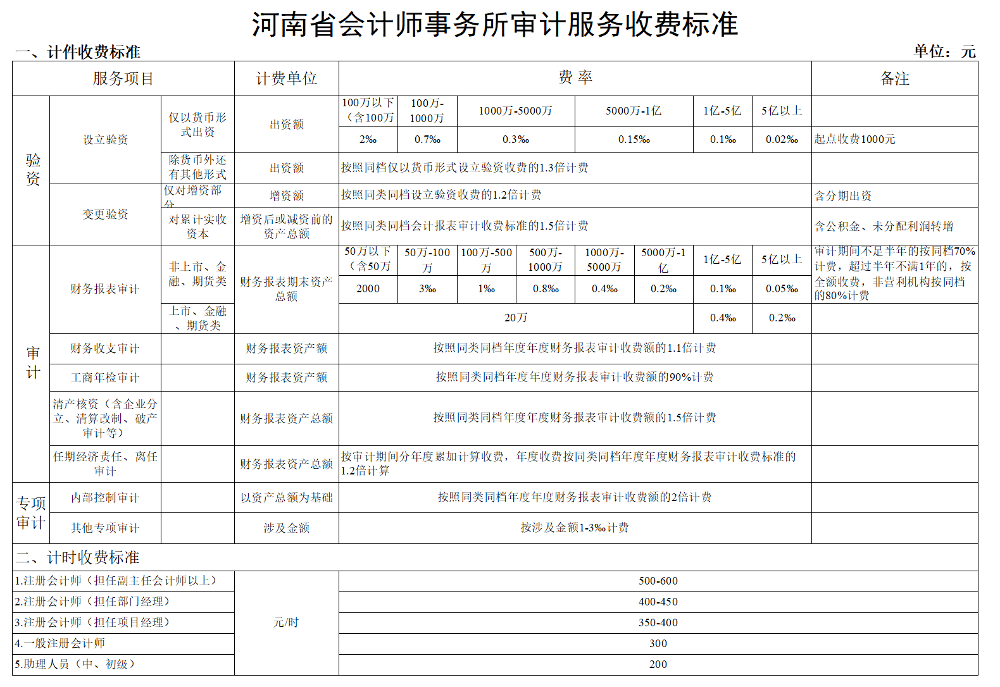 河南省会计师事务所审计服务收费标准
一、计件收费标准
单位：元
服务项目
计费单位
费 率
备注
验
资
设立验资
仅以货币形
式出资
出资额
100万以下
（含100万
100万-
1000万
1000万-5000万
5000万-1亿
1亿-5亿
5亿以上
2‰
0.7‰
0.3‰
0.15‰
0.1‰
0.02‰
起点收费1000元
除货币外还
有其他形式
出资额
按照同档仅以货币形式设立验资收费的1.3倍计费
变更验资
仅对增资部
分
增资额
按照同类同档设立验资收费的1.2倍计费
含分期出资
对累计实收
资本
增资后或减资前的
资产总额
按照同类同档会计报表审计收费标准的1.5倍计费
含公积金、未分配利润转增
审
计
财务报表审计
非上市、金
融、期货类
财务报表期末资产
总额
50万以下
（含50万
50万-100
万
100万-500
万
500万-
1000万
1000万-
5000万
5000万-1
亿
1亿-5亿
5亿以上
2000
3‰
1‰
0.8‰
0.4‰
0.2‰
0.1‰
0.05‰
审计期间不足半年的按同档70%
计费，超过半年不满1年的，按
全额收费，非营利机构按同档
的80%计费
上市、金融
、期货类
20万
0.4‰
0.2‰
财务收支审计
财务报表资产额
按照同类同档年度年度财务报表审计收费额的1.1倍计费
工商年检审计
财务报表资产额
按照同类同档年度年度财务报表审计收费额的90%计费
清产核资（含企业分
立、清算改制、破产
审计等）
财务报表资产总额
按照同类同档年度年度财务报表审计收费额的1.5倍计费
任期经济责任、离任
审计
财务报表资产总额
按审计期间分年度累加计算收费，年度收费按同类同档年度年度财务报表审计收费标准的
1.2倍计算
专项
审计
内部控制审计
以资产总额为基础
按照同类同档年度年度财务报表审计收费额的2倍计费
其他专项审计
涉及金额
按涉及金额1-3‰计费
二、计时收费标准
1.注册会计师（担任副主任会计师以上）
元/时
500-600
2.注册会计师（担任部门经理）
400-450
3.注册会计师（担任项目经理）
350-400
4.一般注册会计师
300
5.助理人员（中、初级）
200